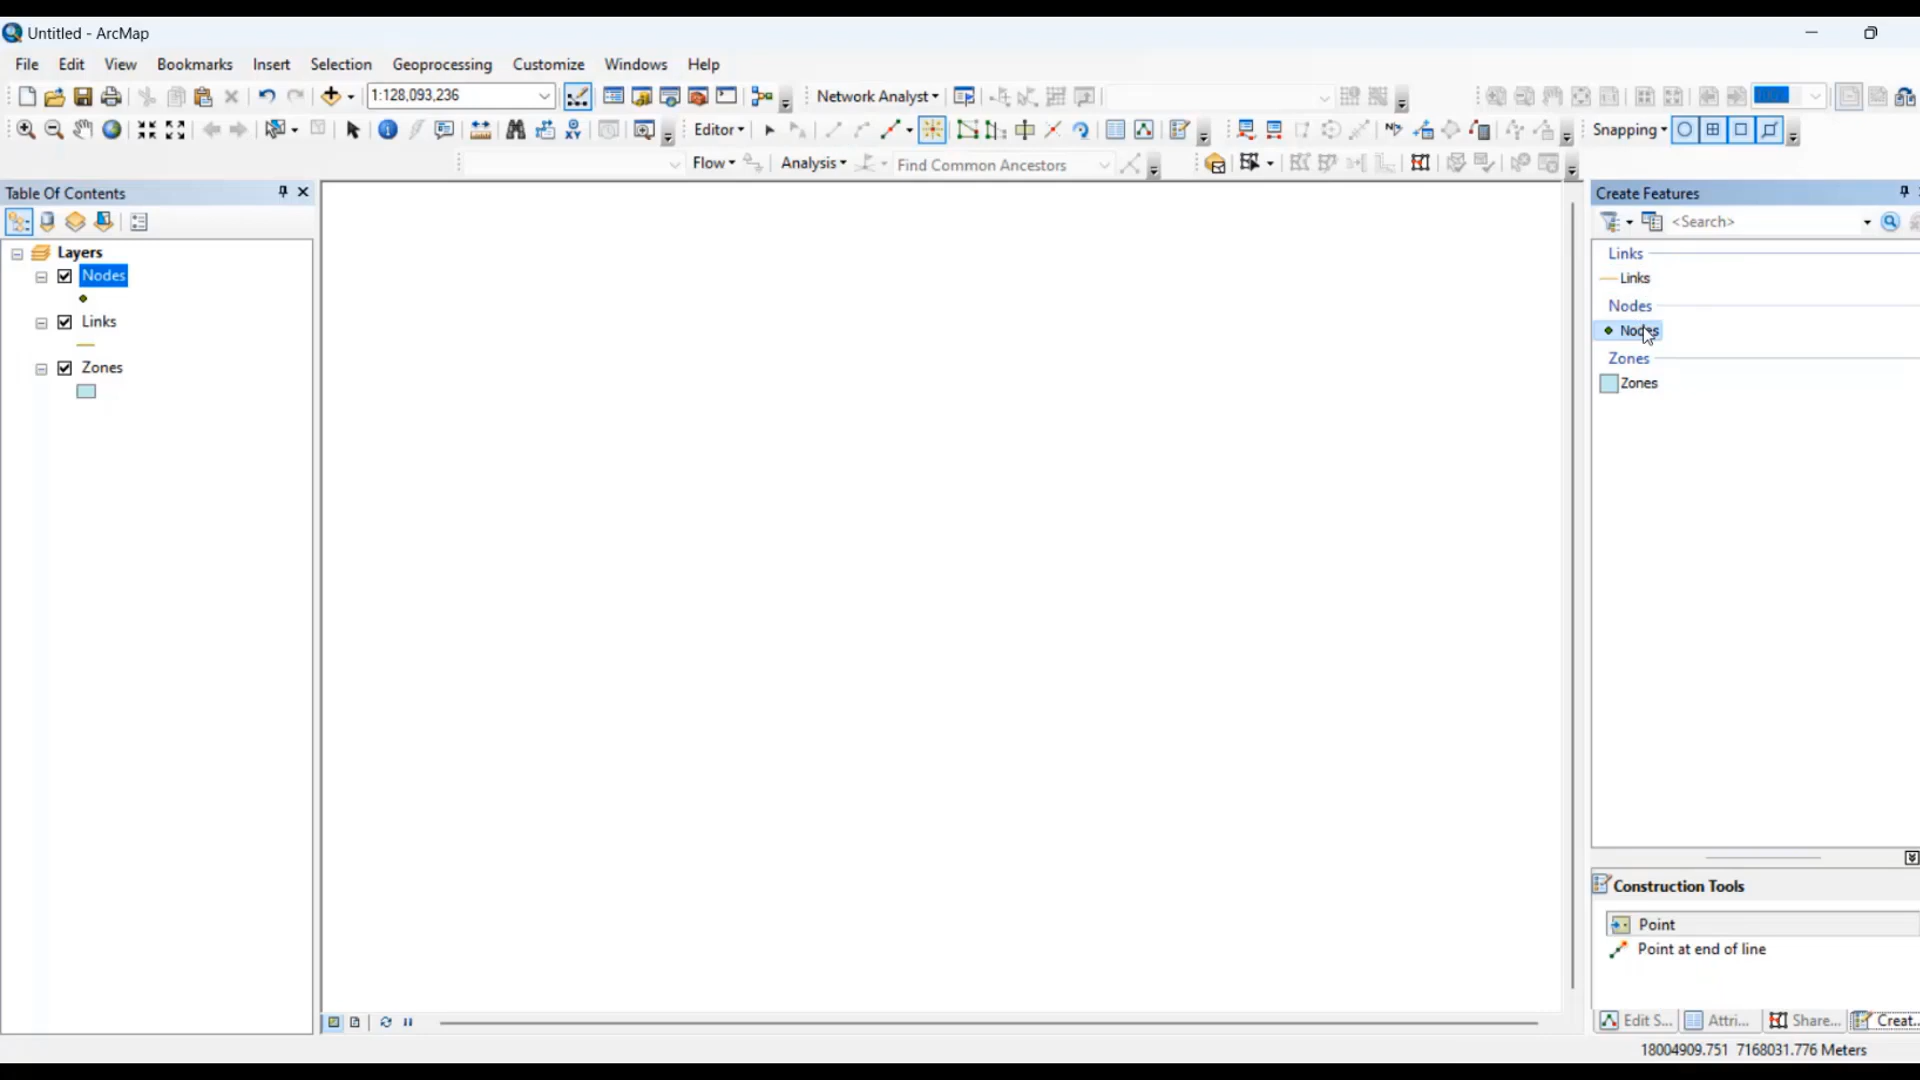 Untitled - ArcMap
File Edit View Bookmarks Insert Selection Geoprocessing Customize Windows Help
1:128,093,236 Network Analyst
Editor Snapping
Flow Analysis Find Common Ancestors
Table Of Contents
Layers
Nodes
Links
Zones
Create Features
<Search>
Links
Links
Nodes
Nodes
Zones
Zones
Construction Tools
Point
Point at end of line
Edit S... Attri... Share... Creat...
18004909.751 7168031.776 Meters